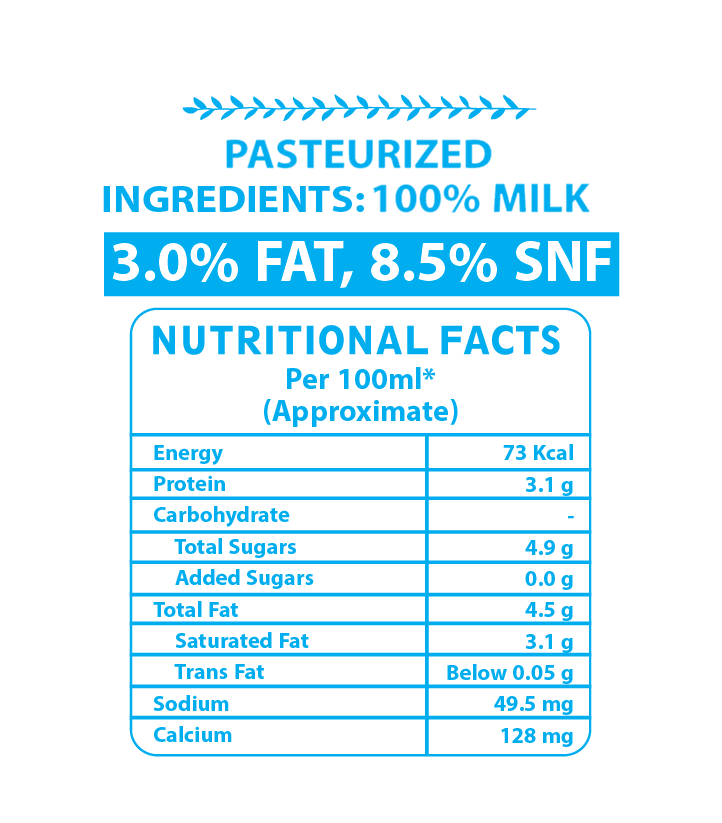 PASTEURIZED
INGREDIENTS: 100% MILK
3.0% FAT, 8.5% SNF
NUTRITIONAL FACTS
Per 100ml*
(Approximate)
Energy 73 Kcal
Protein 3.1 g
Carbohydrate -
Total Sugars 4.9 g
Added Sugars 0.0 g
Total Fat 4.5 g
Saturated Fat 3.1 g
Trans Fat Below 0.05 g
Sodium 49.5 mg
Calcium 128 mg